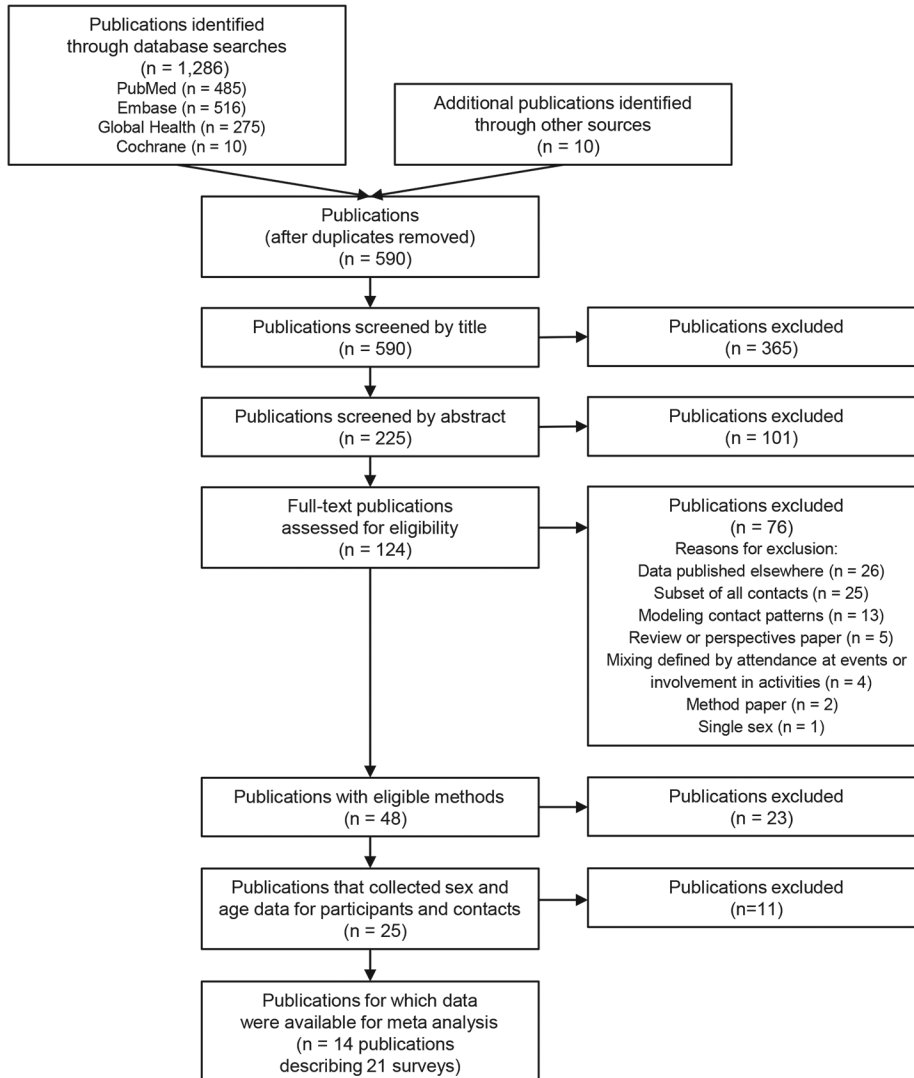 Publications identified
through database searches
(n = 1,286)
PubMed (n = 485)
Embase (n = 516)
Global Health (n = 275)
Cochrane (n = 10)
Additional publications identified
through other sources
(n = 10)
Publications
(after duplicates removed)
(n = 590)
Publications screened by title
(n = 590)
Publications excluded
(n = 365)
Publications screened by abstract
(n = 225)
Publications excluded
(n = 101)
Full-text publications
assessed for eligibility
(n = 124)
Publications excluded
(n = 76)
Reasons for exclusion:
Data published elsewhere (n = 26)
Subset of all contacts (n = 25)
Modeling contact patterns (n = 13)
Review or perspectives paper (n = 5)
Mixing defined by attendance at events or
involvement in activities (n = 4)
Method paper (n = 2)
Single sex (n = 1)
Publications with eligible methods
(n = 48)
Publications excluded
(n = 23)
Publications that collected sex and
age data for participants and contacts
(n = 25)
Publications excluded
(n=11)
Publications for which data
were available for meta analysis
(n = 14 publications
describing 21 surveys)